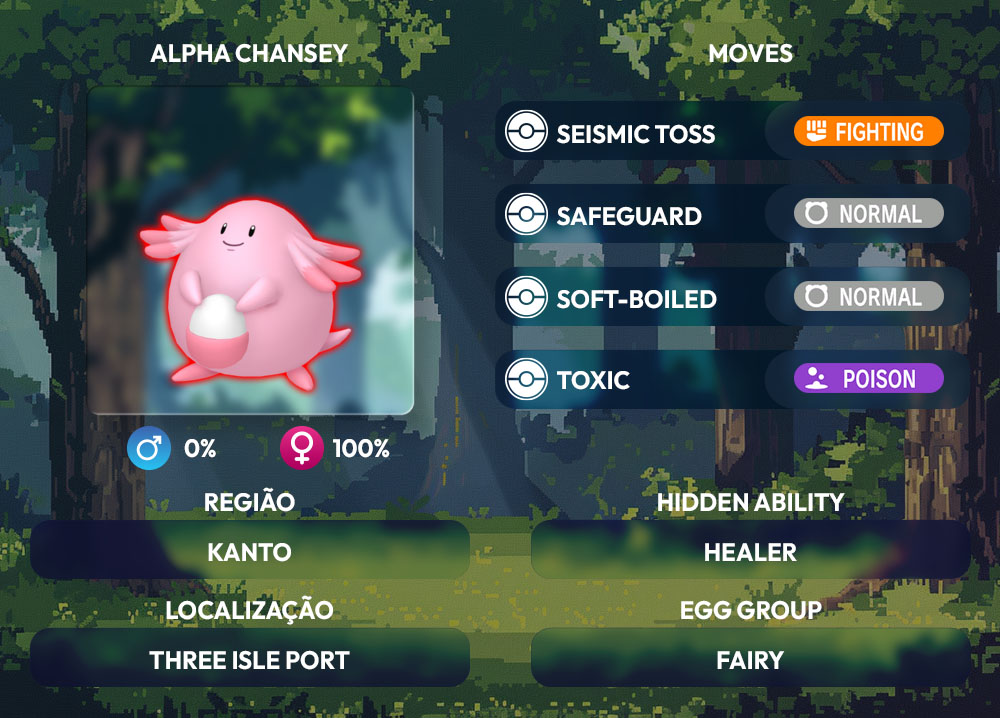 ALPHA CHANSEY
0%
100%
REGIÃO
KANTO
LOCALIZAÇÃO
THREE ISLE PORT
MOVES
SEISMIC TOSS
FIGHTING
SAFEGUARD
NORMAL
SOFT-BOILED
NORMAL
TOXIC
POISON
HIDDEN ABILITY
HEALER
EGG GROUP
FAIRY